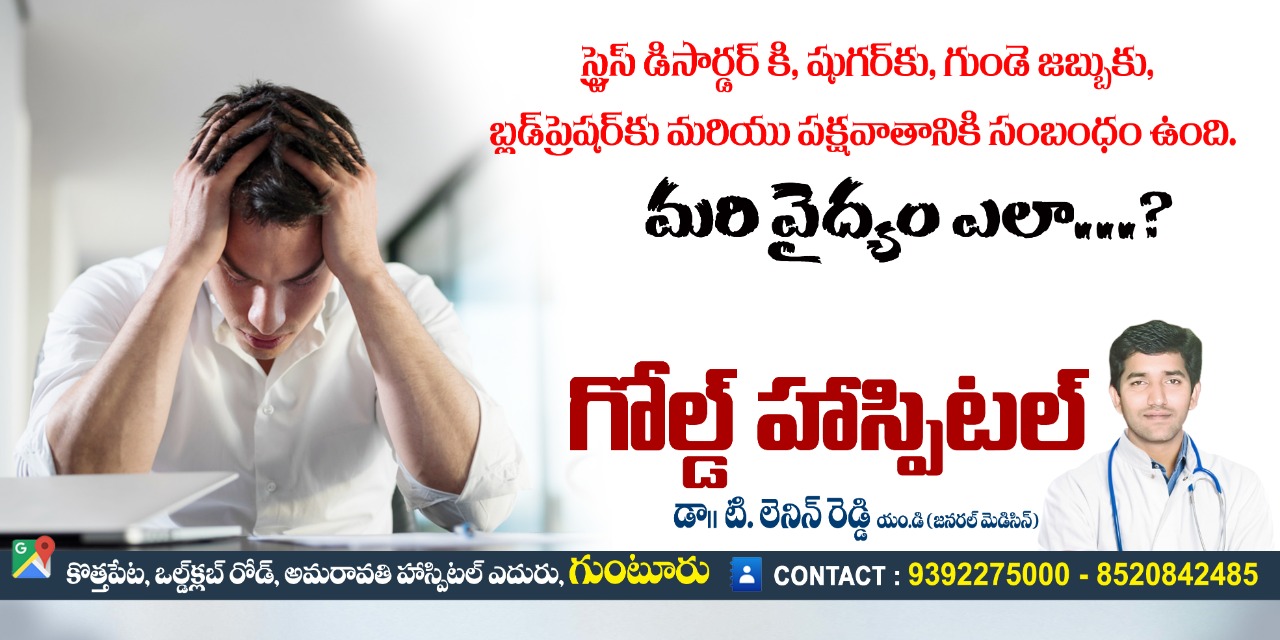 స్ట్రెస్ డిసార్డర్ కి, షుగర్‌కు, గుండె జబ్బుకు,
బ్లడ్‌ప్రెషర్‌కు మరియు పక్షవాతానికి సంబంధం ఉంది.
మరి వైద్యం ఎలా....?
గోల్డ్ హాస్పిటల్
డా|| టి. లెనిన్ రెడ్డి యం.డి (జనరల్ మెడిసిన్)
G
కొత్తపేట, ఒల్డ్‌క్లబ్ రోడ్, అమరావతి హాస్పిటల్ ఎదురు, గుంటూరు
CONTACT : 9392275000 - 8520842485